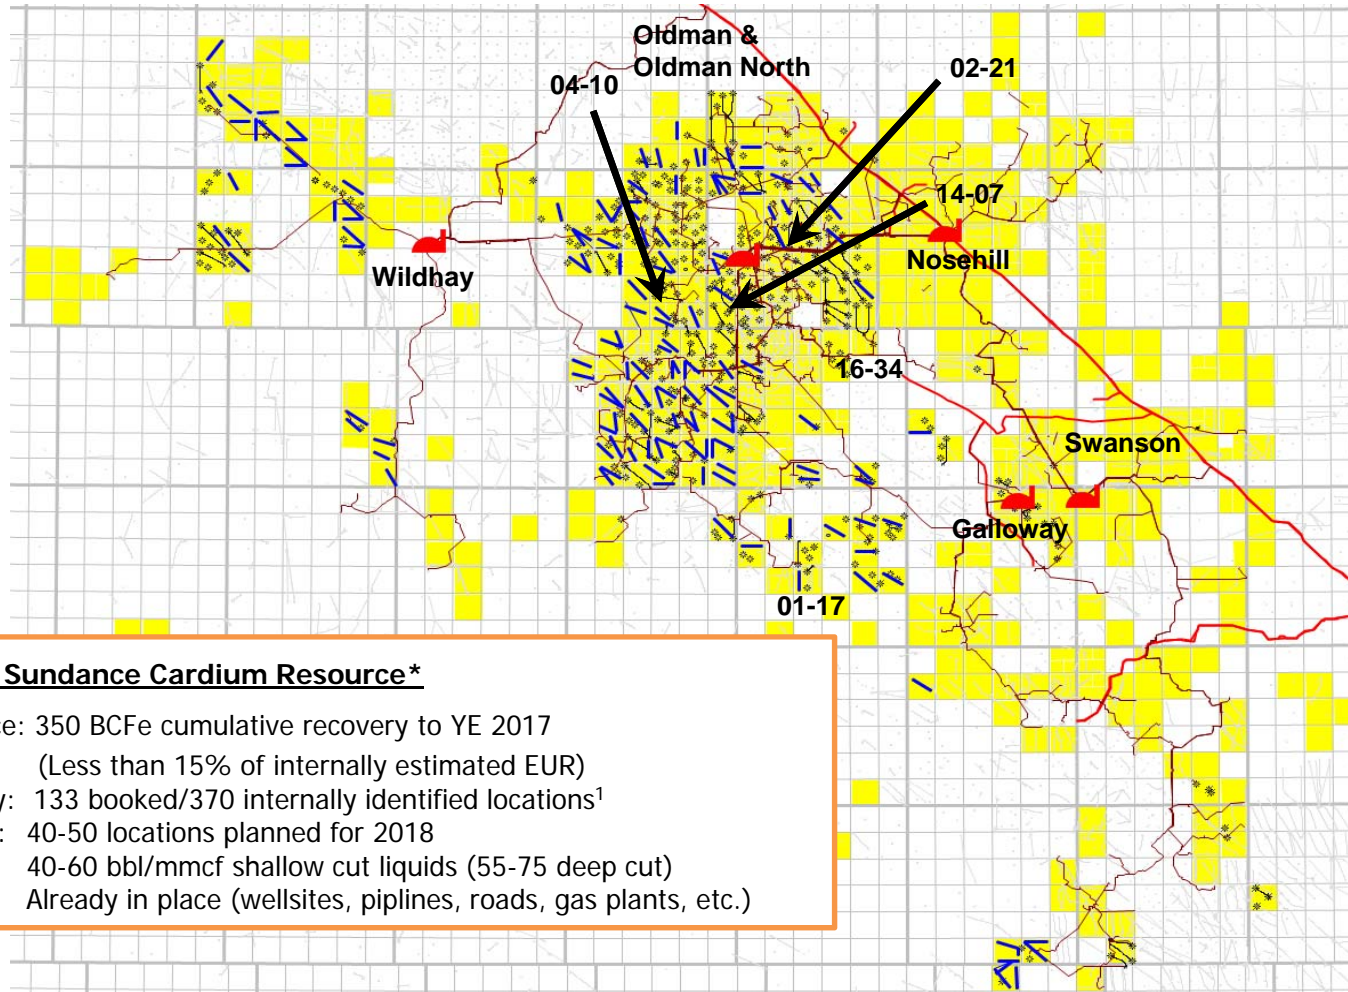 Oldman &
Oldman North
04-10
02-21
14-07
Wildhay
Nosehill
16-34
Swanson
Galloway
01-17
Sundance Cardium Resource*
ce: 350 BCFe cumulative recovery to YE 2017
(Less than 15% of internally estimated EUR)
y: 133 booked/370 internally identified locations¹
: 40-50 locations planned for 2018
40-60 bbl/mmcf shallow cut liquids (55-75 deep cut)
Already in place (wellsites, piplines, roads, gas plants, etc.)